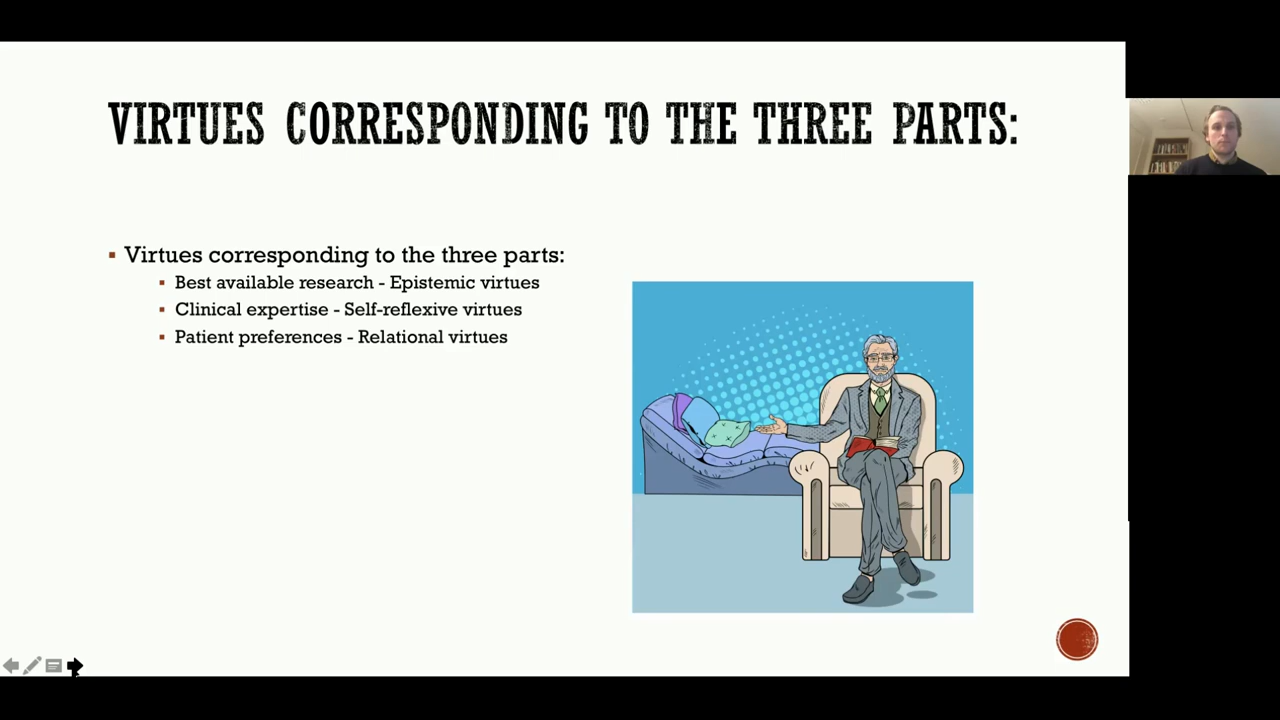 VIRTUES CORRESPONDING TO THE THREE PARTS:
Virtues corresponding to the three parts:
Best available research - Epistemic virtues
Clinical expertise - Self-reflexive virtues
Patient preferences - Relational virtues